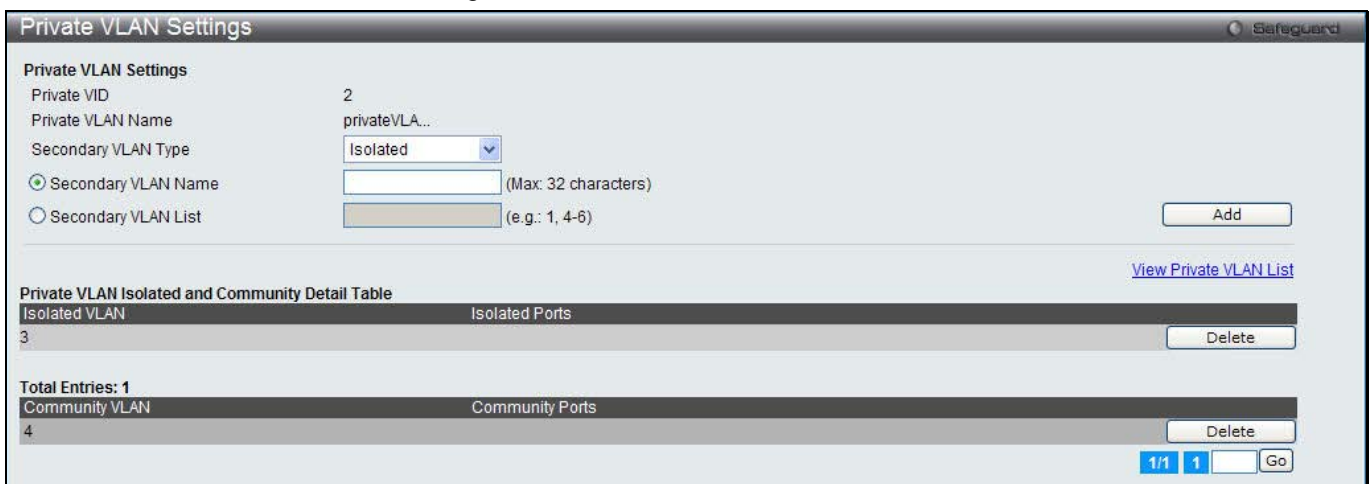 Private VLAN Settings
Safeguard
Private VLAN Settings
Private VID 2
Private VLAN Name privateVLA...
Secondary VLAN Type Isolated
Secondary VLAN Name (Max: 32 characters)
Secondary VLAN List (e.g.: 1, 4-6) Add
View Private VLAN List
Private VLAN Isolated and Community Detail Table
Isolated VLAN Isolated Ports
3 Delete
Total Entries: 1
Community VLAN Community Ports
4 Delete
1/1 1 Go